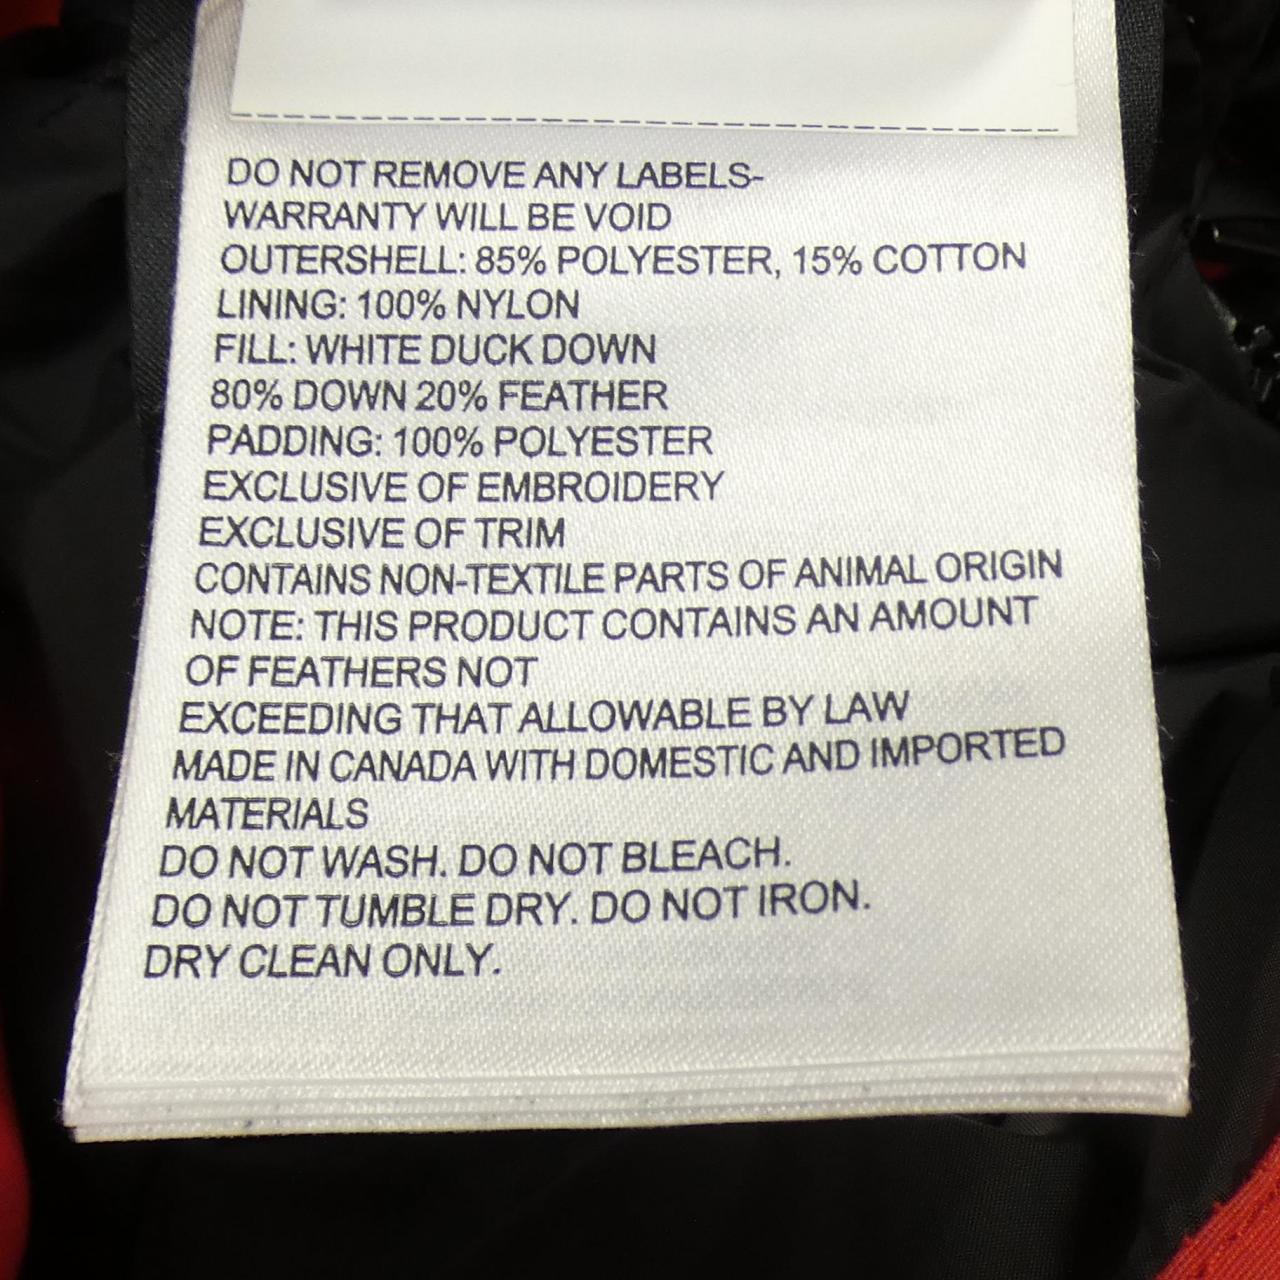 DO NOT REMOVE ANY LABELS-
WARRANTY WILL BE VOID
OUTERSHELL: 85% POLYESTER, 15% COTTON
LINING: 100% NYLON
FILL: WHITE DUCK DOWN
80% DOWN 20% FEATHER
PADDING: 100% POLYESTER
EXCLUSIVE OF EMBROIDERY
EXCLUSIVE OF TRIM
CONTAINS NON-TEXTILE PARTS OF ANIMAL ORIGIN
NOTE: THIS PRODUCT CONTAINS AN AMOUNT
OF FEATHERS NOT
EXCEEDING THAT ALLOWABLE BY LAW
MADE IN CANADA WITH DOMESTIC AND IMPORTED
MATERIALS
DO NOT WASH. DO NOT BLEACH.
DO NOT TUMBLE DRY. DO NOT IRON.
DRY CLEAN ONLY.